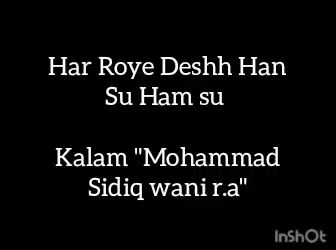 Har Roye Deshh Han
Su Ham su
Kalam "Mohammad
Sidiq wani r.a"
InShOt